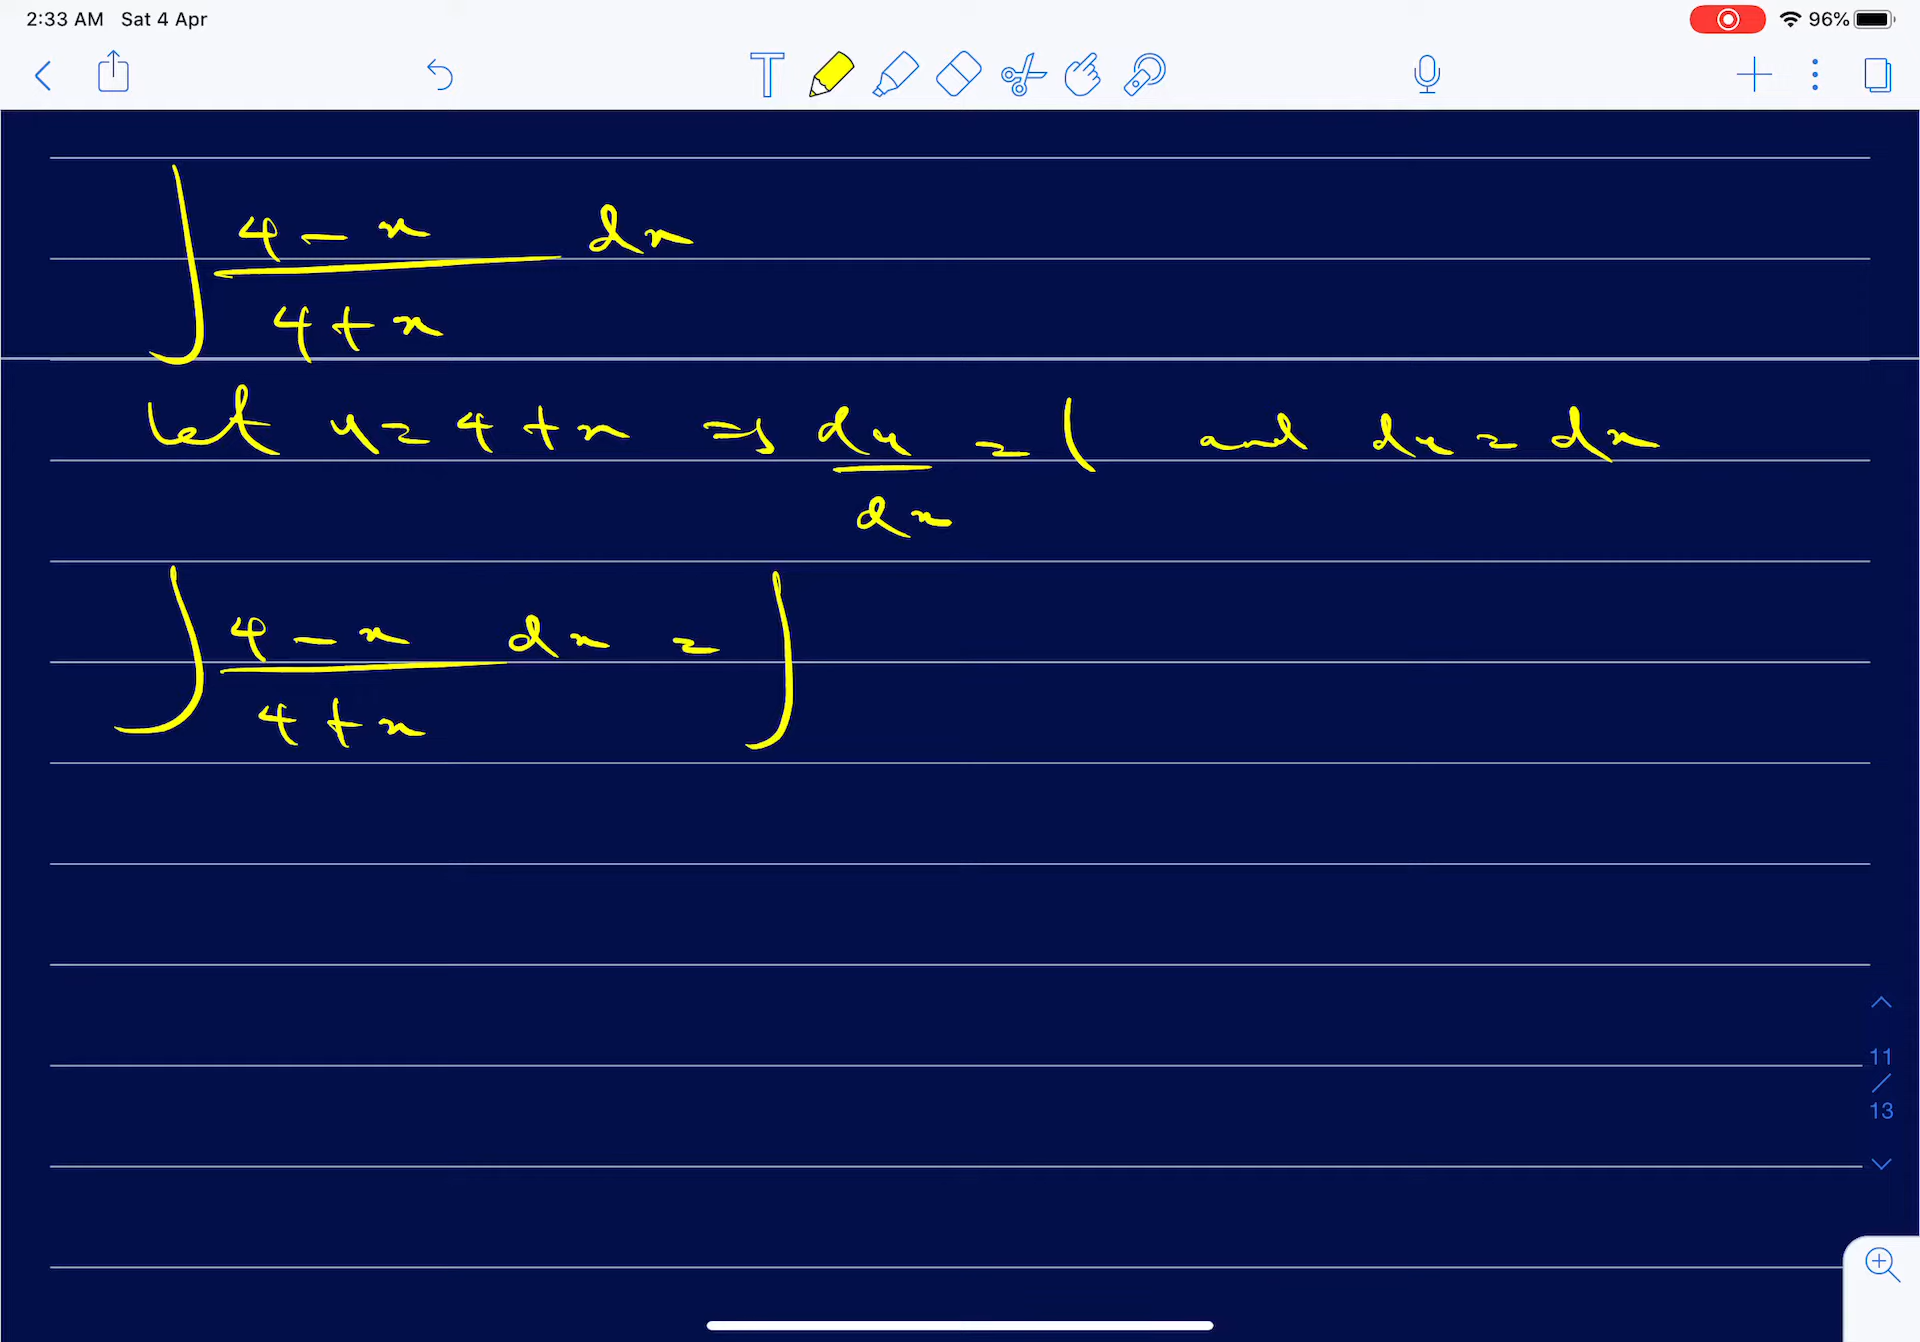 2:33 AM Sat 4 Apr 96%
T
∫ (4 - x)/(4 + x) dx
let u = 4 + x => du/dx = 1 and du = dx
∫ (4 - x)/(4 + x) dx = ∫
11
/
13